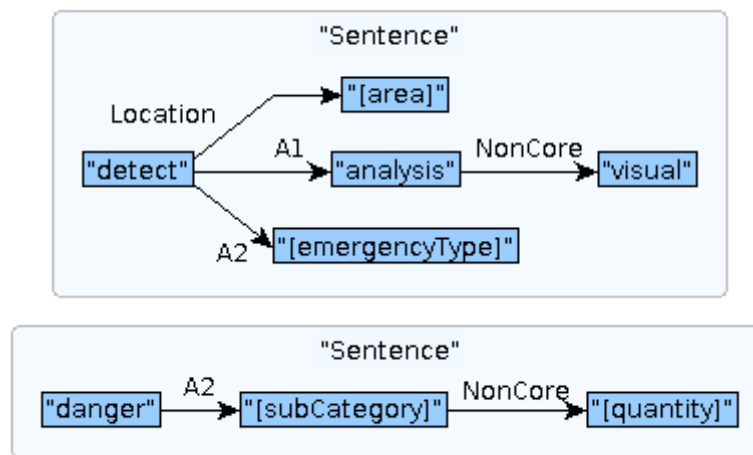 "Sentence"
"[area]"
Location
A1
NonCore
"detect"
"analysis"
"visual"
A2
"[emergencyType]"
"Sentence"
A2
NonCore
"danger"
"[subCategory]"
"[quantity]"